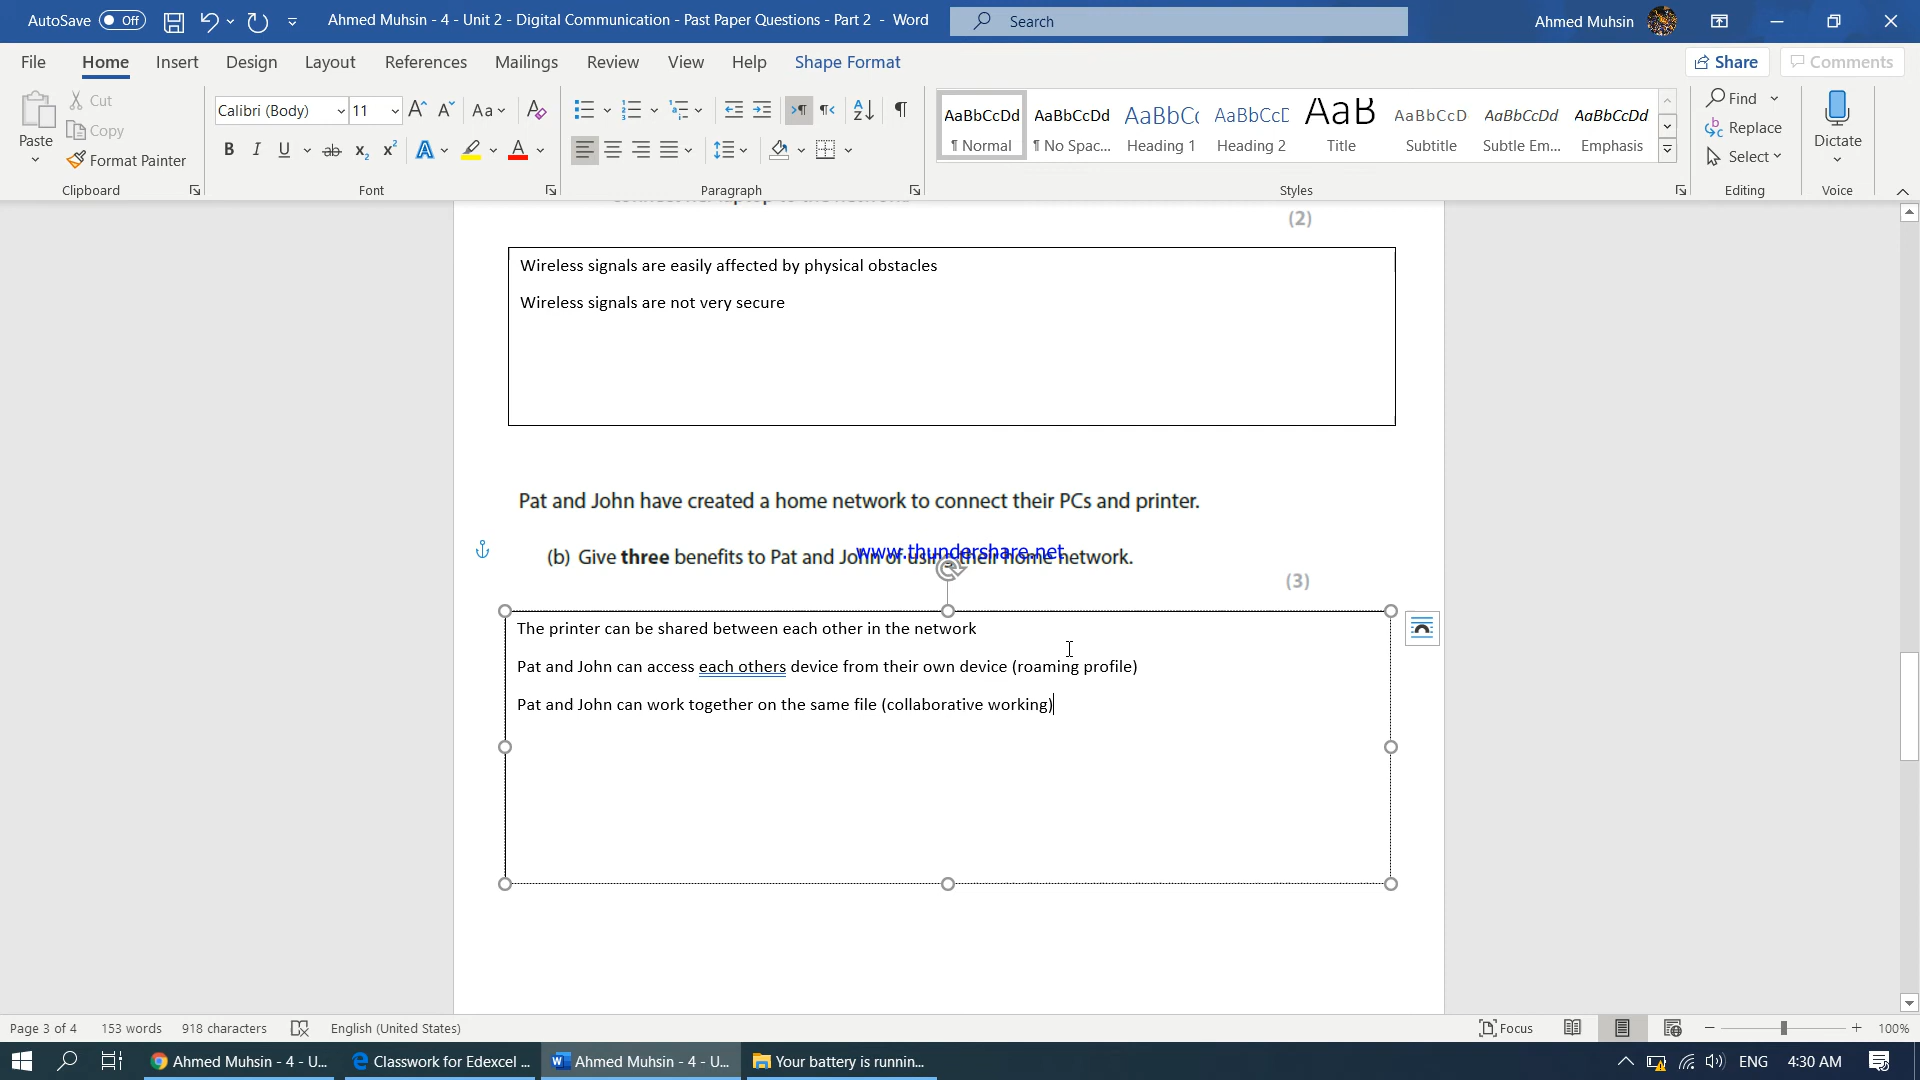 AutoSave Off Ahmed Muhsin - 4 - Unit 2 - Digital Communication - Past Paper Questions - Part 2 - Word Search Ahmed Muhsin
File Home Insert Design Layout References Mailings Review View Help Shape Format Share Comments
Paste Cut Copy Format Painter
Calibri (Body) 11 Aa
AaBbCcDd AaBbCcDd AaBbCc AaBbCcE AaB AaBbCcD AaBbCcDd AaBbCcDd
¶ Normal ¶ No Spac... Heading 1 Heading 2 Title Subtitle Subtle Em... Emphasis
Find Replace Select
Dictate
Clipboard Font Paragraph Styles Editing Voice
(2)
Wireless signals are easily affected by physical obstacles
Wireless signals are not very secure
Pat and John have created a home network to connect their PCs and printer.
(b) Give three benefits to Pat and John of using their home network.
www.thundershare.net
(3)
The printer can be shared between each other in the network
Pat and John can access each others device from their own device (roaming profile)
Pat and John can work together on the same file (collaborative working)
Page 3 of 4 153 words 918 characters English (United States) Focus 100%
Ahmed Muhsin - 4 - U... Classwork for Edexcel ... Ahmed Muhsin - 4 - U... Your battery is runnin... ENG 4:30 AM